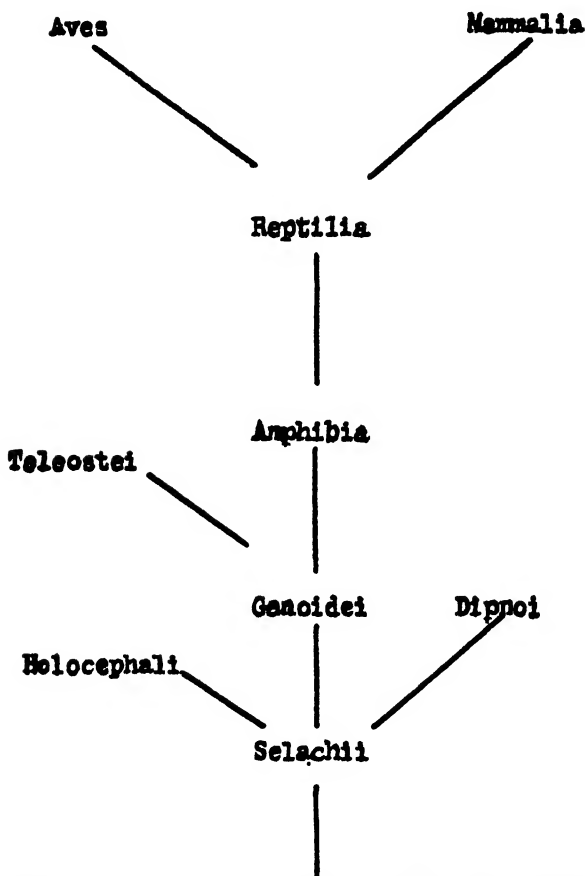 Aves Mammalia
Reptilia
Amphibia
Teleostei
Ganoidei Dipnoi
Holocephali
Selachii